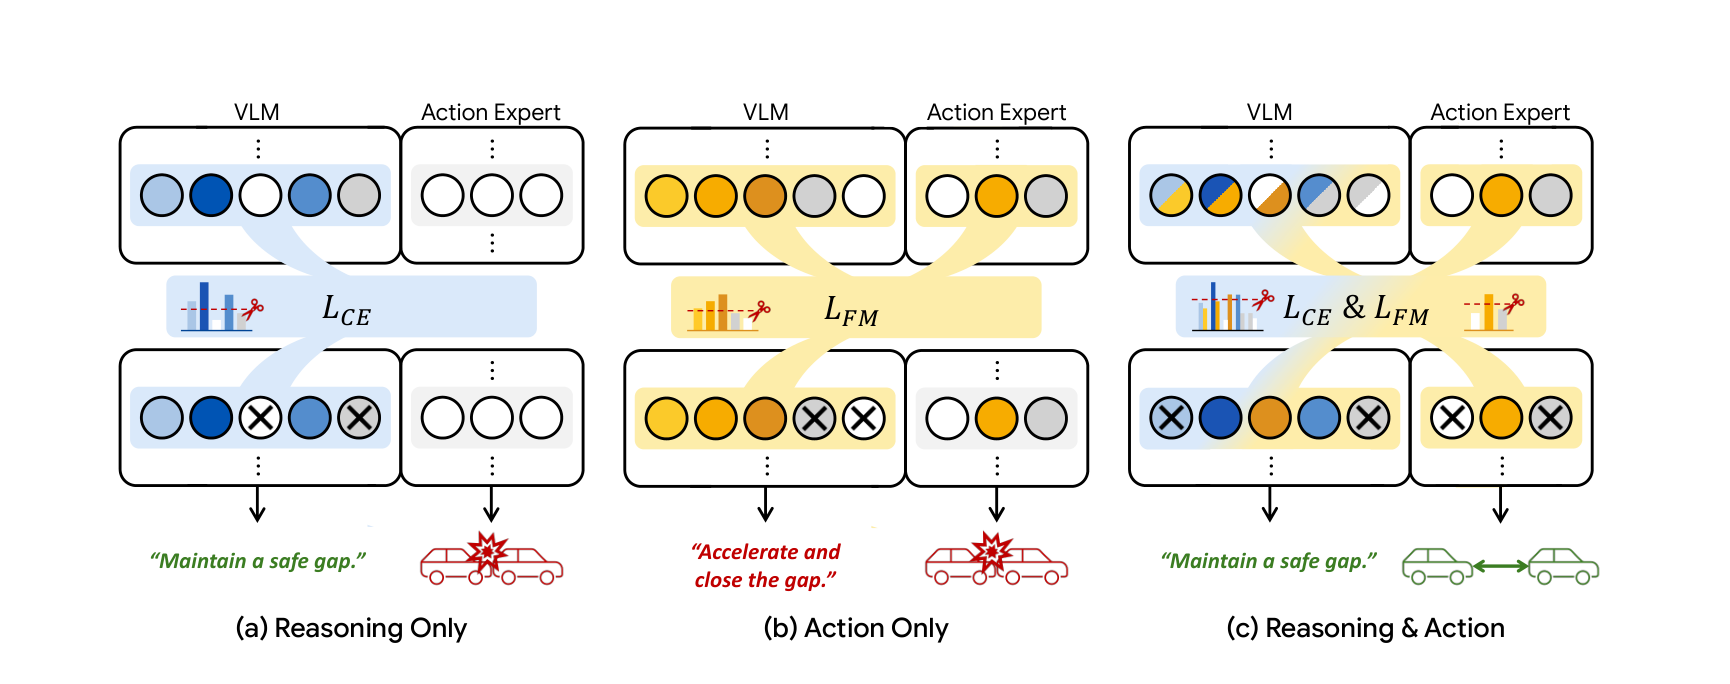 VLM
Action Expert
VLM
Action Expert
VLM
Action Expert
L_CE
L_FM
L_CE & L_FM
“Maintain a safe gap.”
“Accelerate and
close the gap.”
“Maintain a safe gap.”
(a) Reasoning Only
(b) Action Only
(c) Reasoning & Action